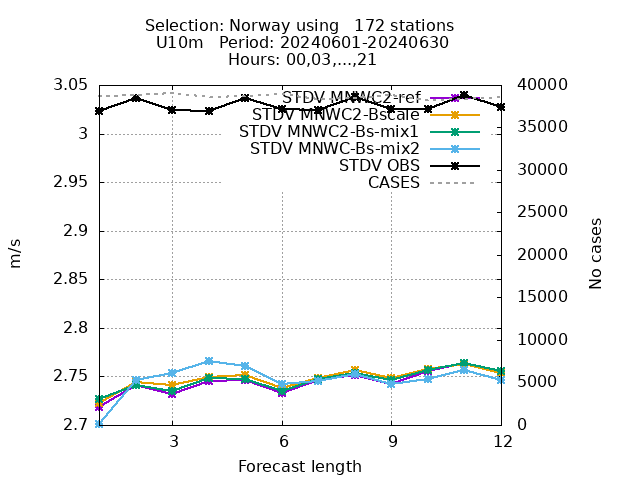 Selection: Norway using   172 stations
U10m   Period: 20240601-20240630
Hours: 00,03,...,21
3.05
3
2.95
2.9
2.85
2.8
2.75
2.7
m/s
STDV MNWC2-ref
STDV MNWC2-Bscale
STDV MNWC2-Bs-mix1
STDV MNWC-Bs-mix2
STDV OBS
CASES
40000
35000
30000
25000
20000
15000
10000
5000
0
No cases
3 6 9 12
Forecast length